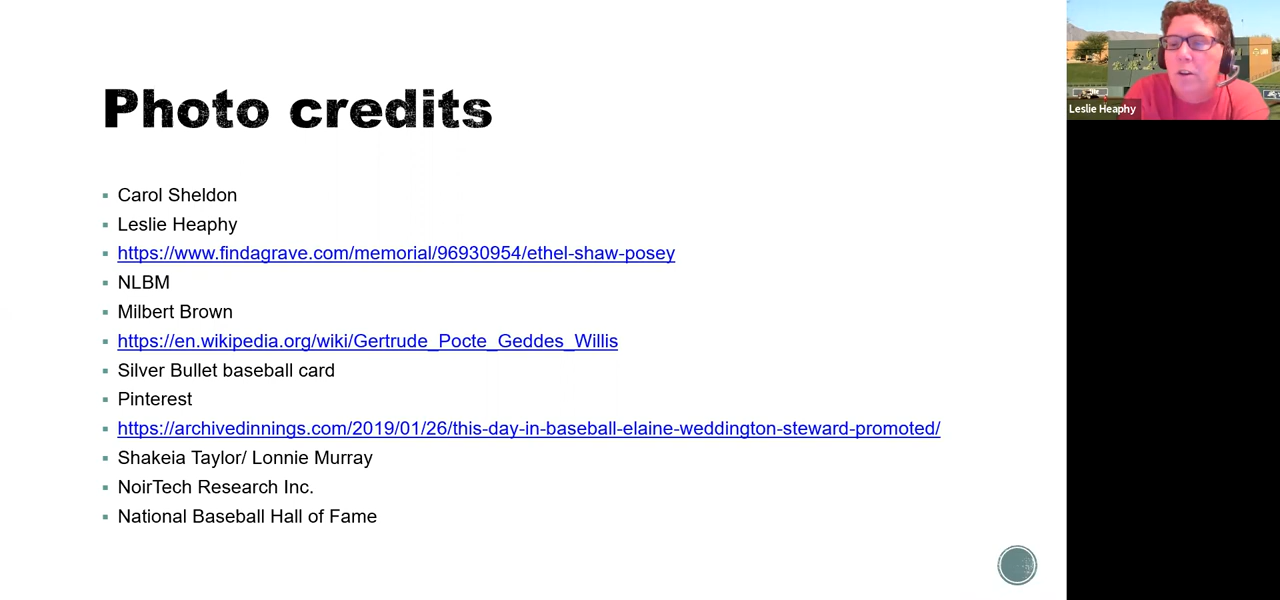 Photo credits
Carol Sheldon
Leslie Heaphy
https://www.findagrave.com/memorial/96930954/ethel-shaw-posey
NLBM
Milbert Brown
https://en.wikipedia.org/wiki/Gertrude_Pocte_Geddes_Willis
Silver Bullet baseball card
Pinterest
https://archivedinnings.com/2019/01/26/this-day-in-baseball-elaine-weddington-steward-promoted/
Shakeia Taylor/ Lonnie Murray
NoirTech Research Inc.
National Baseball Hall of Fame
Leslie Heaphy